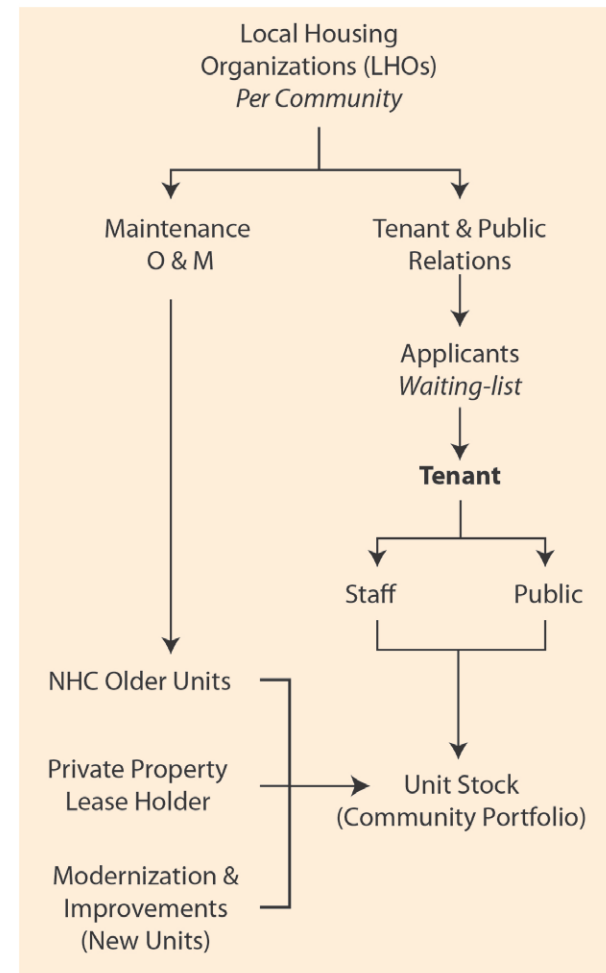 Local Housing
Organizations (LHOs)
Per Community
Maintenance
O & M
Tenant & Public
Relations
Applicants
Waiting-list
Tenant
Staff
Public
NHC Older Units
Private Property
Lease Holder
Unit Stock
(Community Portfolio)
Modernization &
Improvements
(New Units)